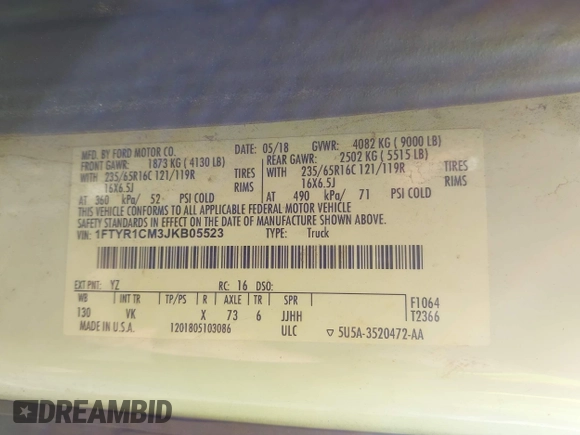 MFD. BY FORD MOTOR CO.
DATE: 05/18 GVWR: 4082 KG ( 9000 LB)
FRONT GAWR: 1873 KG ( 4130 LB)
REAR GAWR: 2502 KG ( 5515 LB)
WITH 235/65R16C 121/119R TIRES
WITH 235/65R16C 121/119R TIRES
16X6.5J RIMS
16X6.5J RIMS
AT 360 kPa/ 52 PSI COLD
AT 490 kPa/ 71 PSI COLD
THIS VEHICLE CONFORMS TO ALL APPLICABLE FEDERAL MOTOR VEHICLE
SAFETY STANDARDS IN EFFECT ON THE DATE OF MANUFACTURE SHOWN ABOVE.
VIN: 1FTYR1CM3JKB05523 TYPE: Truck
EXT PNT: YZ RC: 16 DSO:
WB INT TR TP/PS R AXLE TR SPR
130 VK X 73 6 JJHH
F1064
T2366
MADE IN U.S.A. 1201805103086 ULC ▽ 5U5A-3520472-AA
DREAMBID